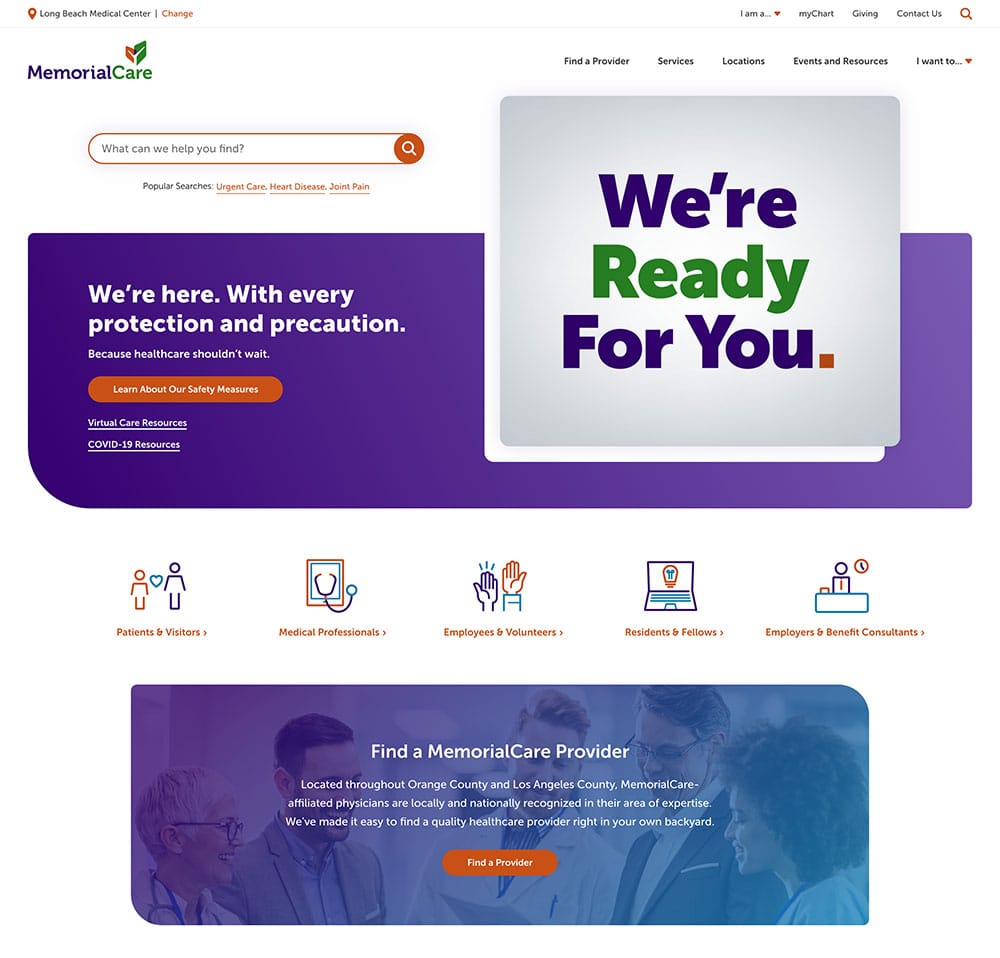 Long Beach Medical Center | Change
I am a... myChart Giving Contact Us
MemorialCare
Find a Provider Services Locations Events and Resources I want to...
What can we help you find?
Popular Searches: Urgent Care, Heart Disease, Joint Pain
We're
Ready
For You.
We're here. With every
protection and precaution.
Because healthcare shouldn't wait.
Learn About Our Safety Measures
Virtual Care Resources
COVID-19 Resources
Patients & Visitors ›
Medical Professionals ›
Employees & Volunteers ›
Residents & Fellows ›
Employers & Benefit Consultants ›
Find a MemorialCare Provider
Located throughout Orange County and Los Angeles County, MemorialCare-
affiliated physicians are locally and nationally recognized in their area of expertise.
We've made it easy to find a quality healthcare provider right in your own backyard.
Find a Provider